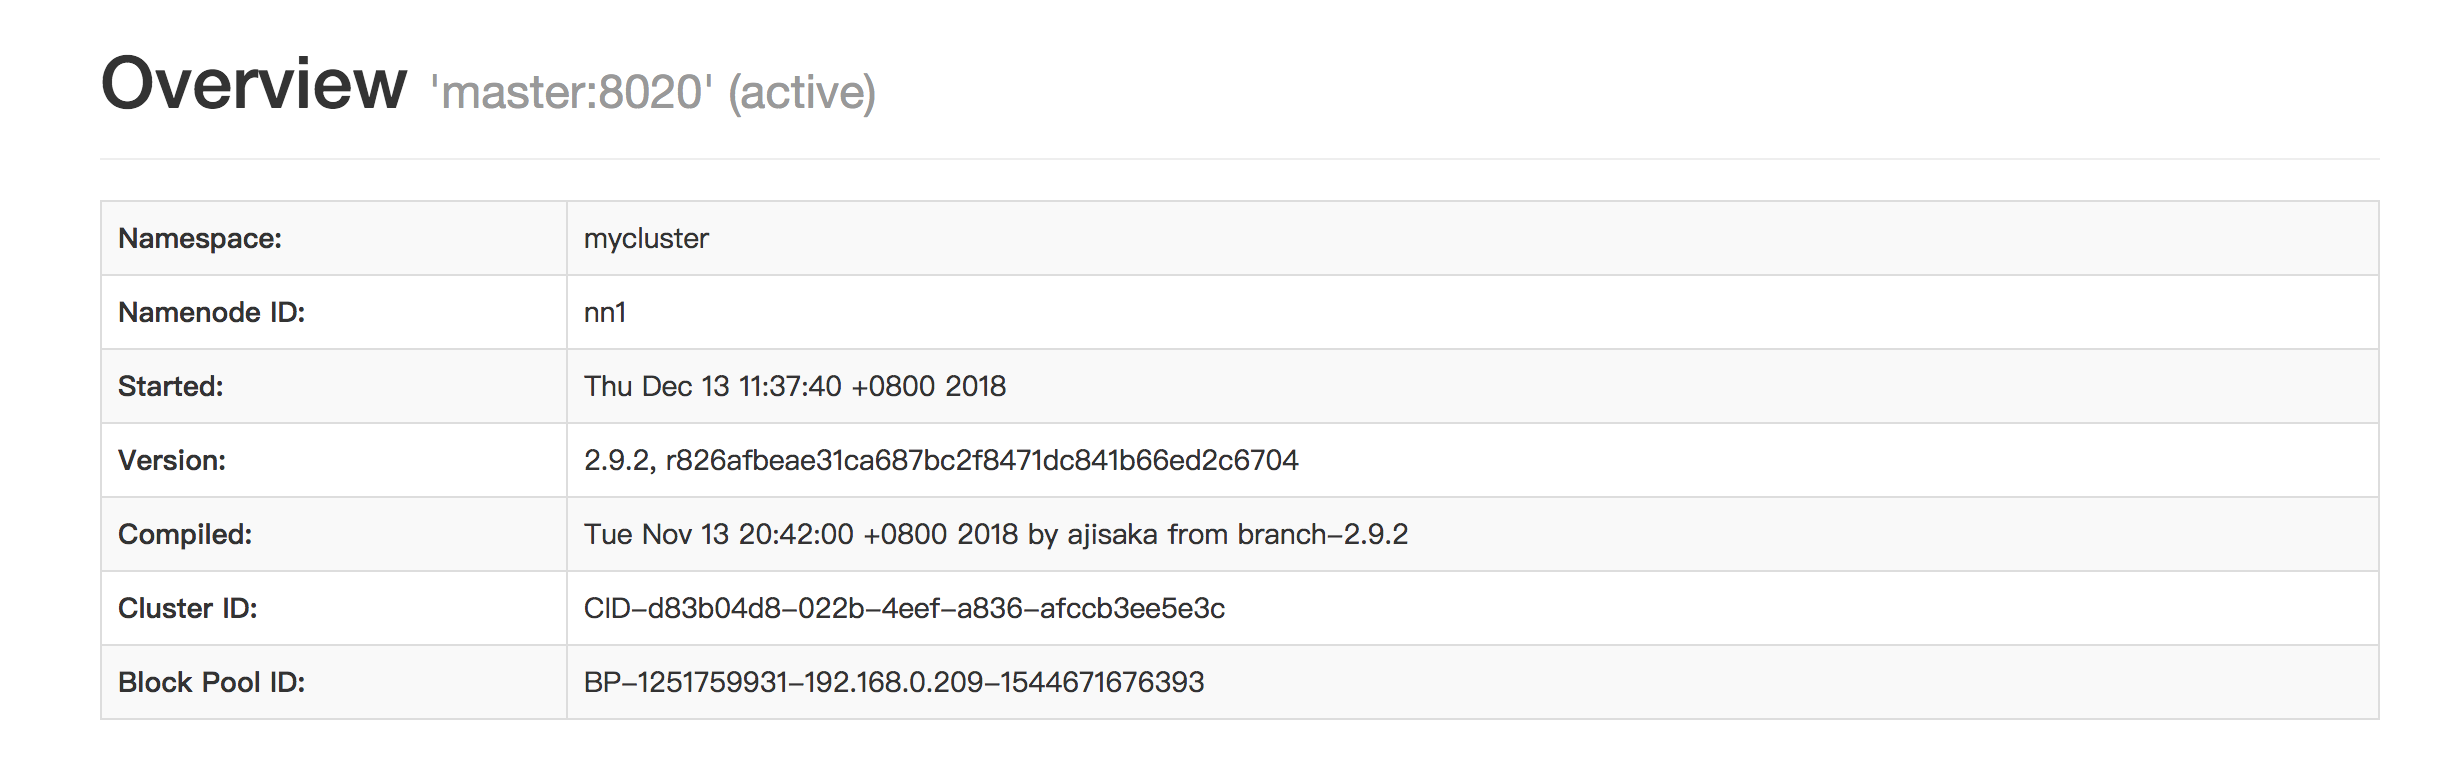 Overview 'master:8020' (active)
Namespace: mycluster
Namenode ID: nn1
Started: Thu Dec 13 11:37:40 +0800 2018
Version: 2.9.2, r826afbeae31ca687bc2f8471dc841b66ed2c6704
Compiled: Tue Nov 13 20:42:00 +0800 2018 by ajisaka from branch-2.9.2
Cluster ID: CID-d83b04d8-022b-4eef-a836-afccb3ee5e3c
Block Pool ID: BP-1251759931-192.168.0.209-1544671676393